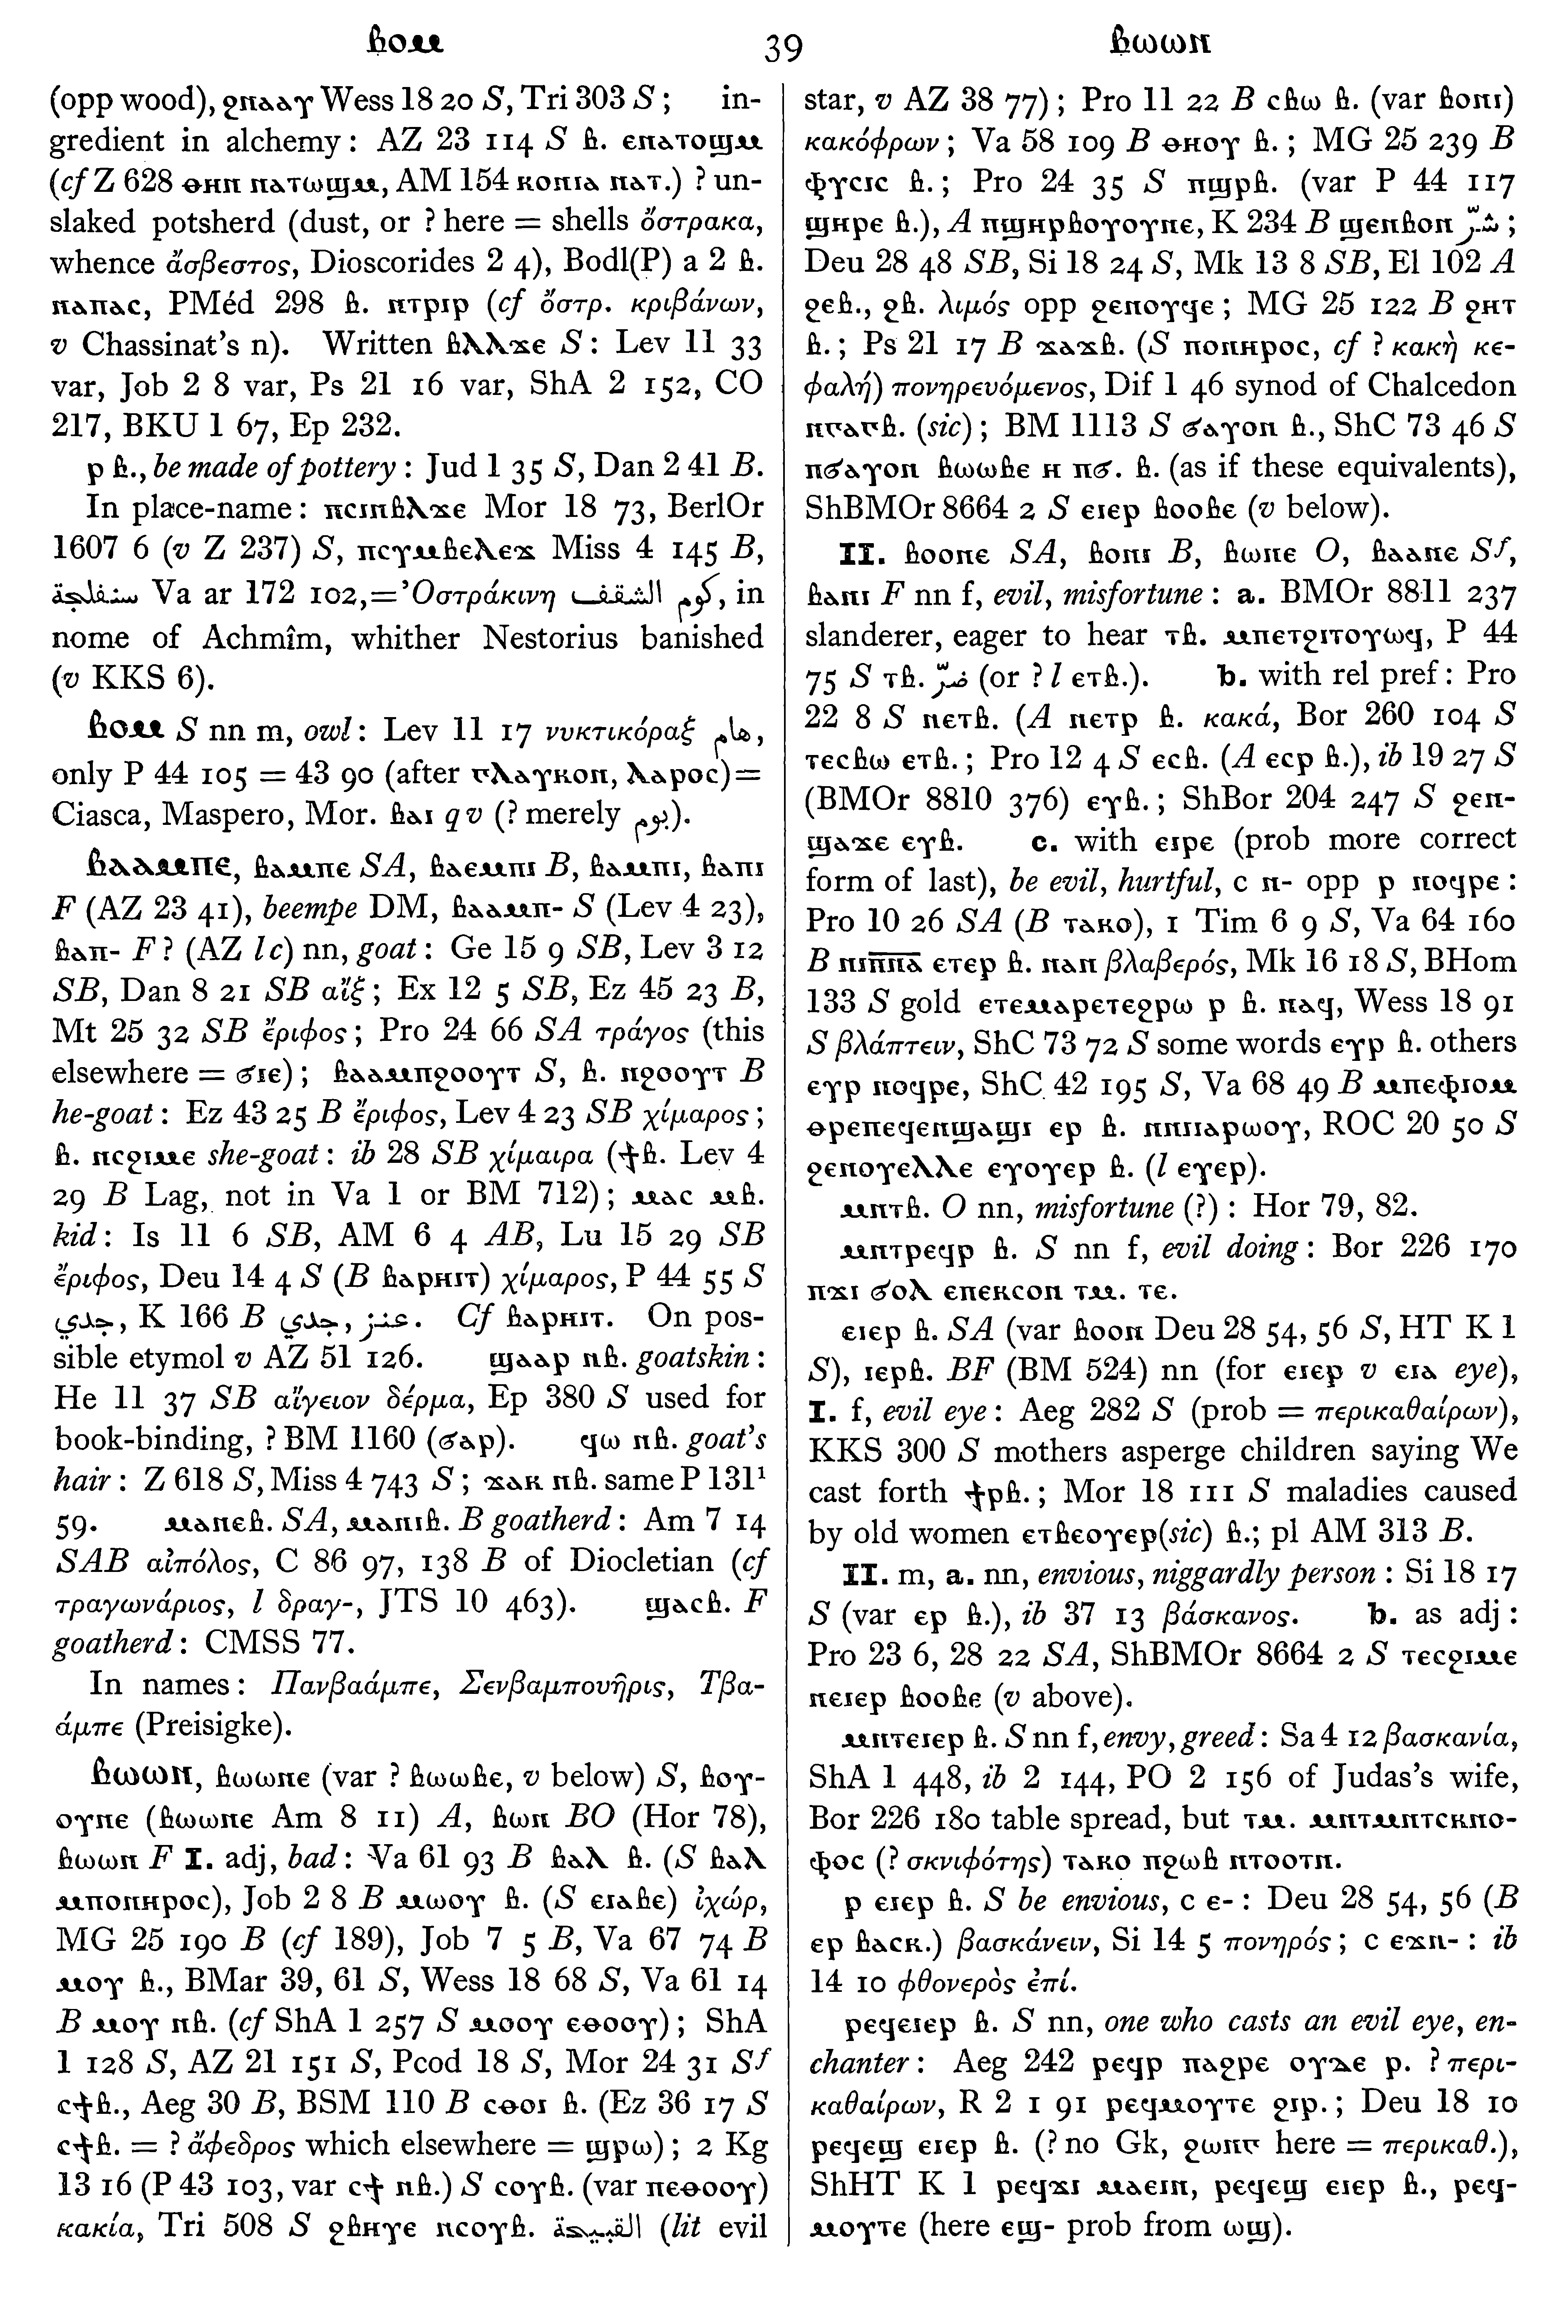 ⲃⲟⲙ 39 ⲃⲱⲱⲛ
(opp wood), ϩⲛⲁⲁⲩ Wess 18 20 S, Tri 303 S; in-
gredient in alchemy: AZ 23 114 S ⲃ. ⲉⲛⲁⲧⲟϣⲙ
(cf Z 628 ⲑⲏⲛ ⲛⲁⲧⲱϣⲙ, AM 154 ⲕⲟⲛⲓⲁ ⲛⲁⲧ.) ? un-
slaked potsherd (dust, or ? here = shells ὄστρακα,
whence ἄσβεστος, Dioscorides 2 4), Bodl(P) a 2 ⲃ.
ⲛⲁⲛⲁⲥ, PMéd 298 ⲃ. ⲛⲧⲣⲓⲣ (cf ὄστρ. κριβάνων,
v Chassinat's n). Written ⲃⲗⲗϫⲉ S: Lev 11 33
var, Job 2 8 var, Ps 21 16 var, ShA 2 152, CO
217, BKU 1 67, Ep 232.
ⲣ ⲃ., be made of pottery: Jud 1 35 S, Dan 2 41 B.
In place-name: ⲡⲥⲓⲛⲃⲗϫⲉ Mor 18 73, BerlOr
1607 6 (v Z 237) S, ⲡⲥⲩⲙⲃⲉⲗⲉϫ Miss 4 145 B,
سنفلجة Va ar 172 102,=’Οστράκινη كوم الشقف, in
nome of Achmîm, whither Nestorius banished
(v KKS 6).
ⲃⲟⲙ S nn m, owl: Lev 11 17 νυκτικόραξ هام,
only P 44 105 = 43 90 (after ⲅⲗⲁⲩⲕⲟⲛ, ⲗⲁⲣⲟⲥ)=
Ciasca, Maspero, Mor. ⲃⲁⲓ q v (? merely بوم).
ⲃⲁⲁⲙⲡⲉ, ⲃⲁⲙⲡⲉ SA, ⲃⲁⲉⲙⲡⲓ B, ⲃⲁⲙⲡⲓ, ⲃⲁⲡⲓ
F (AZ 23 41), beempe DM, ⲃⲁⲁⲙⲡ- S (Lev 4 23),
ⲃⲁⲡ- F? (AZ lc) nn, goat: Ge 15 9 SB, Lev 3 12
SB, Dan 8 21 SB αἴξ; Ex 12 5 SB, Ez 45 23 B,
Mt 25 32 SB ἔριφος; Pro 24 66 SA τράγος (this
elsewhere = ϭⲓⲉ); ⲃⲁⲁⲙⲡϩⲟⲟⲩⲧ S, ⲃ. ⲛϩⲟⲟⲩⲧ B
he-goat: Ez 43 25 B ἔριφος, Lev 4 23 SB χίμαρος;
ⲃ. ⲛⲥϩⲓⲙⲉ she-goat: ib 28 SB χίμαιρα (ϯⲃ. Lev 4
29 B Lag, not in Va 1 or BM 712); ⲙⲁⲥ ⲙⲃ.
kid: Is 11 6 SB, AM 6 4 AB, Lu 15 29 SB
ἔριφος, Deu 14 4 S (B ⲃⲁⲣⲏⲓⲧ) χίμαρος, P 44 55 S
جدي, K 166 B عنز, جدي. Cf ⲃⲁⲣⲏⲓⲧ. On pos-
sible etymol v AZ 51 126. ϣⲁⲁⲣ ⲛⲃ. goatskin:
He 11 37 SB αἴγειον δέρμα, Ep 380 S used for
book-binding, ? BM 1160 (ϭⲁⲣ). ϥⲱ ⲛⲃ. goat's
hair: Z 618 S, Miss 4 743 S; ϫⲁⲕ ⲛⲃ. same P 131¹
59. ⲙⲁⲛⲉⲃ. SA, ⲙⲁⲛⲓⲃ. B goatherd: Am 7 14
SAB αἰπόλος, C 86 97, 138 B of Diocletian (cf
τραγωνάριος, l δραγ-, JTS 10 463). ϣⲁⲥⲃ. F
goatherd: CMSS 77.
In names: Πανβαάμπε, Σενβαμπουῆρις, Τβα-
άμπε (Preisigke).
ⲃⲱⲱⲛ, ⲃⲱⲱⲛⲉ (var ? ⲃⲱⲱⲃⲉ, v below) S, ⲃⲟⲩ-
ⲟⲩⲛⲉ (ⲃⲱⲱⲛⲉ Am 8 11) A, ⲃⲱⲛ BO (Hor 78),
ⲃⲱⲱⲛ F I. adj, bad: Va 61 93 B ⲃⲁⲗ ⲃ. (S ⲃⲁⲗ
ⲙⲡⲟⲛⲏⲣⲟⲥ), Job 2 8 B ⲙⲱⲟⲩ ⲃ. (S ⲉⲓⲁⲃⲉ) ἰχώρ,
MG 25 190 B (cf 189), Job 7 5 B, Va 67 74 B
ⲙⲟⲩ ⲃ., BMar 39, 61 S, Wess 18 68 S, Va 61 14
B ⲙⲟⲩ ⲛⲃ. (cf ShA 1 257 S ⲙⲟⲟⲩ ⲉⲑⲟⲟⲩ); ShA
1 128 S, AZ 21 151 S, Pcod 18 S, Mor 24 31 Sf
ⲥϯⲃ., Aeg 30 B, BSM 110 B ⲥⲑⲟⲓ ⲃ. (Ez 36 17 S
ⲥϯⲃ. = ? ἄφεδρος which elsewhere = ϣⲣⲱ); 2 Kg
13 16 (P 43 103, var ⲥϯ ⲛⲃ.) S ⲥⲟⲩⲃ. (var ⲡⲉⲑⲟⲟⲩ)
κακία, Tri 508 S ϩⲃⲏⲩⲉ ⲛⲥⲟⲩⲃ. القبيحة (lit evil
star, v AZ 38 77); Pro 11 22 B ⲥⲃⲱ ⲃ. (var ⲃⲟⲛⲓ)
κακόφρων; Va 58 109 B ⲑⲏⲟⲩ ⲃ.; MG 25 239 B
ⲫⲩⲥⲓⲥ ⲃ.; Pro 24 35 S ⲡϣⲣⲃ. (var P 44 117
ϣⲏⲣⲉ ⲃ.), A ⲡϣⲏⲣⲃⲟⲩⲟⲩⲛⲉ, K 234 B ϣⲉⲛⲃⲟⲛ شرّ;
Deu 28 48 SB, Si 18 24 S, Mk 13 8 SB, El 102 A
ϩⲉⲃ., ϩⲃ. λιμός opp ϩⲉⲛⲟⲩϥⲉ; MG 25 122 B ϩⲏⲧ
ⲃ.; Ps 21 17 B ϫⲁϫⲃ. (S ⲡⲟⲛⲏⲣⲟⲥ, cf ? κακὴ κε-
φαλή) πονηρευόμενος, Dif 1 46 synod of Chalcedon
ⲛⲅⲁⲅⲃ. (sic); BM 1113 S ϭⲁⲩⲟⲛ ⲃ., ShC 73 46 S
ⲡϭⲁⲩⲟⲛ ⲃⲱⲱⲃⲉ ⲏ ⲡϭ. ⲃ. (as if these equivalents),
ShBMOr 8664 2 S ⲉⲓⲉⲣ ⲃⲟⲟⲃⲉ (v below).
II. ⲃⲟⲟⲛⲉ SA, ⲃⲟⲛⲓ B, ⲃⲱⲛⲉ O, ⲃⲁⲁⲛⲉ Sf,
ⲃⲁⲛⲓ F nn f, evil, misfortune: a. BMOr 8811 237
slanderer, eager to hear ⲧⲃ. ⲙⲡⲉⲧϩⲓⲧⲟⲩⲱϥ, P 44
75 S ⲧⲃ. ضرّ (or ? l ⲉⲧⲃ.). b. with rel pref: Pro
22 8 S ⲡⲉⲧⲃ. (A ⲡⲉⲧⲣ ⲃ. κακά, Bor 260 104 S
ⲧⲉⲥⲃⲱ ⲉⲧⲃ.; Pro 12 4 S ⲉⲥⲃ. (A ⲉⲥⲣ ⲃ.), ib 19 27 S
(BMOr 8810 376) ⲉⲩⲃ.; ShBor 204 247 S ϩⲉⲛ-
ϣⲁϫⲉ ⲉⲩⲃ. c. with ⲉⲓⲣⲉ (prob more correct
form of last), be evil, hurtful, c ⲛ- opp ⲣ ⲛⲟϥⲣⲉ:
Pro 10 26 SA (B ⲧⲁⲕⲟ), 1 Tim 6 9 S, Va 64 160
B ⲡⲓⲡ̅ⲛ̅ⲁ̅ ⲉⲧⲉⲣ ⲃ. ⲛⲁⲛ βλαβερός, Mk 16 18 S, BHom
133 S gold ⲉⲧⲉⲙⲁⲣⲉⲧⲉϩⲣⲱ ⲣ ⲃ. ⲛⲁϥ, Wess 18 91
S βλάπτειν, ShC 73 72 S some words ⲉⲩⲣ ⲃ. others
ⲉⲩⲣ ⲛⲟϥⲣⲉ, ShC 42 195 S, Va 68 49 B ⲙⲡⲉⲫⲓⲟⲙ
ⲑⲣⲉⲡⲉϥⲉⲛϣⲁϣⲓ ⲉⲣ ⲃ. ⲛⲛⲓⲁⲣⲱⲟⲩ, ROC 20 50 S
ϩⲉⲛⲟⲩⲉⲗⲗⲉ ⲉⲩⲟⲩⲉⲣ ⲃ. (l ⲉⲩⲉⲣ).
ⲙⲛⲧⲃ. O nn, misfortune (?): Hor 79, 82.
ⲙⲛⲧⲣⲉϥⲣ ⲃ. S nn f, evil doing: Bor 226 170
ⲡϫⲓ ϭⲟⲗ ⲉⲡⲉⲕⲥⲟⲛ ⲧⲙ. ⲧⲉ.
ⲉⲓⲉⲣ ⲃ. SA (var ⲃⲟⲟⲛ Deu 28 54, 56 S, HT K 1
S), ⲓⲉⲣⲃ. BF (BM 524) nn (for ⲉⲓⲉⲣ v ⲉⲓⲁ eye),
I. f, evil eye: Aeg 282 S (prob = περικαθαίρων),
KKS 300 S mothers asperge children saying We
cast forth ϯⲣⲃ.; Mor 18 111 S maladies caused
by old women ⲉⲧⲃⲉⲟⲩⲉⲣ(sic) ⲃ.; pl AM 313 B.
II. m, a. nn, envious, niggardly person: Si 18 17
S (var ⲉⲣ ⲃ.), ib 37 13 βάσκανος. b. as adj:
Pro 23 6, 28 22 SA, ShBMOr 8664 2 S ⲧⲉⲥϩⲓⲙⲉ
ⲛⲉⲓⲉⲣ ⲃⲟⲟⲃⲉ (v above).
ⲙⲛⲧⲉⲓⲉⲣ ⲃ. S nn f, envy, greed: Sa 4 12 βασκανία,
ShA 1 448, ib 2 144, PO 2 156 of Judas's wife,
Bor 226 180 table spread, but ⲧⲙ. ⲙⲛⲧⲙⲛⲧⲥⲕⲛⲟ-
ⲫⲟⲥ (? σκνιφότης) ⲧⲁⲕⲟ ⲡϩⲱⲃ ⲛⲧⲟⲟⲧⲛ.
ⲣ ⲉⲓⲉⲣ ⲃ. S be envious, c ⲉ-: Deu 28 54, 56 (B
ⲉⲣ ⲃⲁⲥⲕ.) βασκάνειν, Si 14 5 πονηρός; c ⲉϫⲛ-: ib
14 10 φθονερὸς ἐπί.
ⲣⲉϥⲉⲓⲉⲣ ⲃ. S nn, one who casts an evil eye, en-
chanter: Aeg 242 ⲣⲉϥⲣ ⲡⲁϩⲣⲉ ⲟⲩⲇⲉ ⲣ. ? περι-
καθαίρων, R 2 1 91 ⲣⲉϥⲙⲟⲩⲧⲉ ϩⲓⲣ.; Deu 18 10
ⲣⲉϥⲉϣ ⲉⲓⲉⲣ ⲃ. (? no Gk, ϩⲱⲛⲅ here = περικαθ.),
ShHT K 1 ⲣⲉϥϫⲓ ⲙⲁⲉⲓⲛ, ⲣⲉϥⲉϣ ⲉⲓⲉⲣ ⲃ., ⲣⲉϥ-
ⲙⲟⲩⲧⲉ (here ⲉϣ- prob from ⲱϣ).